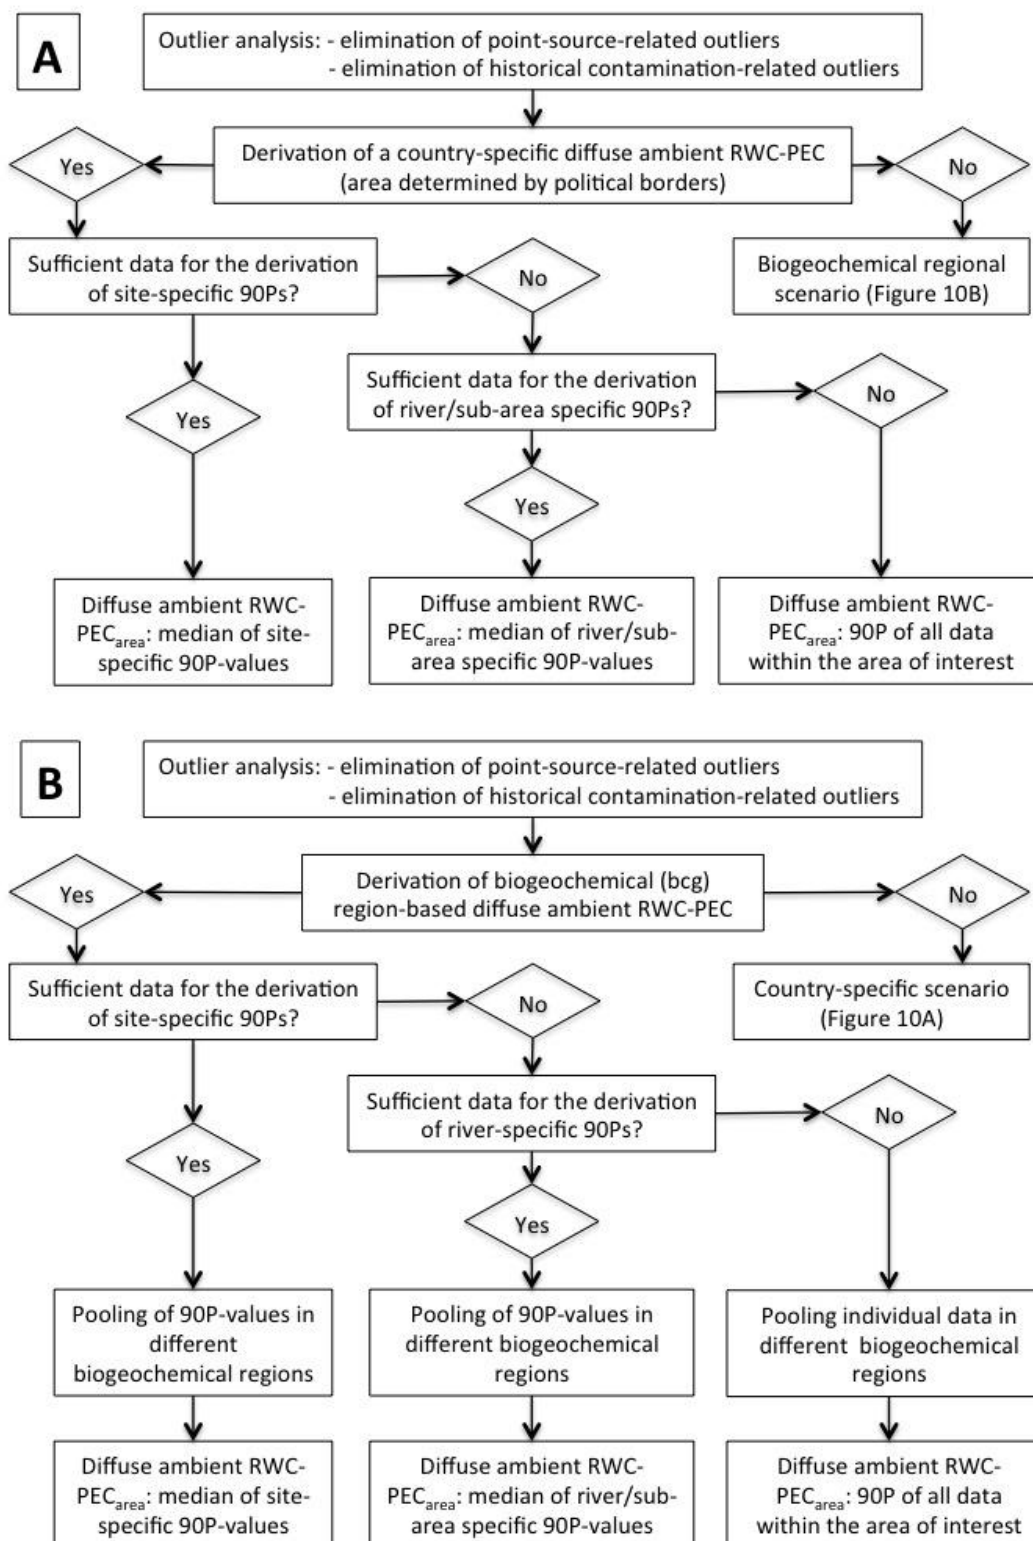 A
Outlier analysis: - elimination of point-source-related outliers
- elimination of historical contamination-related outliers
Yes
Derivation of a country-specific diffuse ambient RWC-PEC
(area determined by political borders)
No
Sufficient data for the derivation
of site-specific 90Ps?
No
Biogeochemical regional
scenario (Figure 10B)
Yes
Sufficient data for the derivation
of river/sub-area specific 90Ps?
No
Yes
Diffuse ambient RWC-
PECarea: median of site-
specific 90P-values
Diffuse ambient RWC-
PECarea: median of river/sub-
area specific 90P-values
Diffuse ambient RWC-
PECarea: 90P of all data
within the area of interest
B
Outlier analysis: - elimination of point-source-related outliers
- elimination of historical contamination-related outliers
Yes
Derivation of biogeochemical (bcg)
region-based diffuse ambient RWC-PEC
No
Sufficient data for the derivation
of site-specific 90Ps?
No
Country-specific scenario
(Figure 10A)
Yes
Sufficient data for the derivation
of river-specific 90Ps?
No
Yes
Pooling of 90P-values in
different
biogeochemical regions
Pooling of 90P-values in
different biogeochemical
regions
Pooling individual data in
different biogeochemical
regions
Diffuse ambient RWC-
PECarea: median of site-
specific 90P-values
Diffuse ambient RWC-
PECarea: median of river/sub-
area specific 90P-values
Diffuse ambient RWC-
PECarea: 90P of all data
within the area of interest